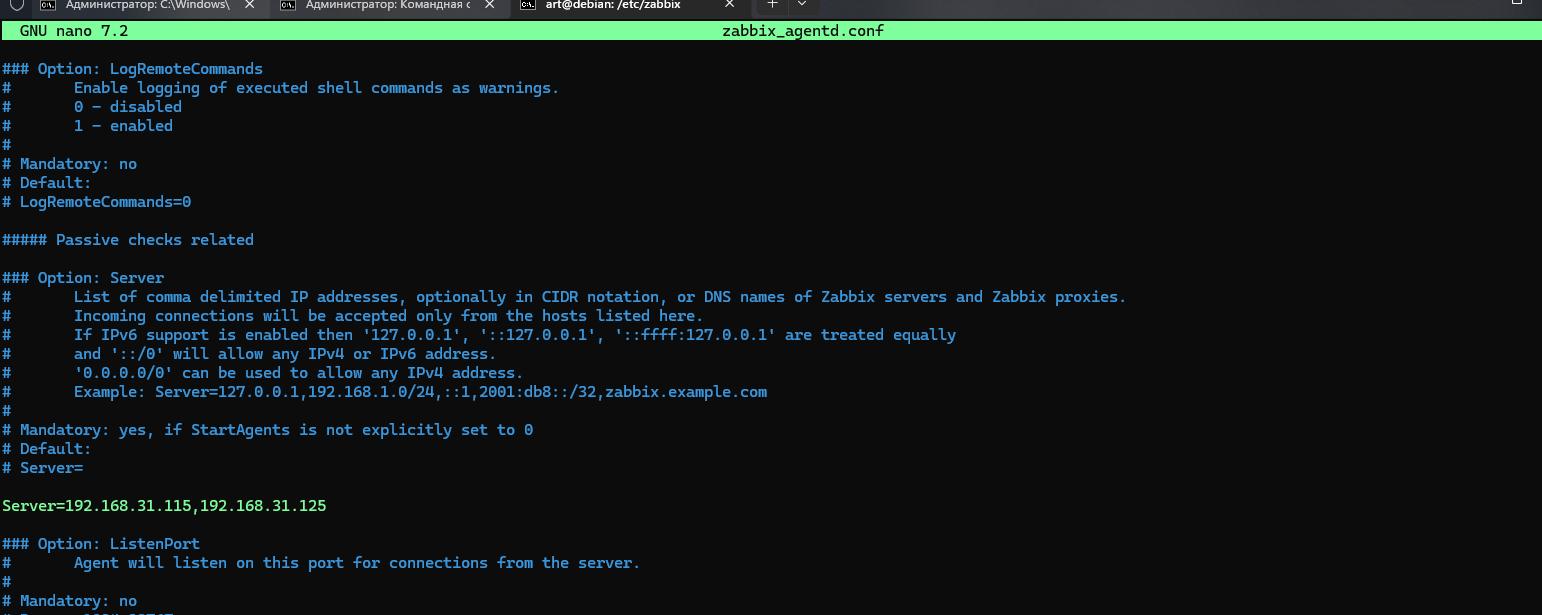 Администратор: C:\Windows\
Администратор: Командная с
art@debian: /etc/zabbix
GNU nano 7.2 zabbix_agentd.conf
### Option: LogRemoteCommands
# Enable logging of executed shell commands as warnings.
# 0 - disabled
# 1 - enabled
#
# Mandatory: no
# Default:
# LogRemoteCommands=0
##### Passive checks related
### Option: Server
# List of comma delimited IP addresses, optionally in CIDR notation, or DNS names of Zabbix servers and Zabbix proxies.
# Incoming connections will be accepted only from the hosts listed here.
# If IPv6 support is enabled then '127.0.0.1', '::127.0.0.1', '::ffff:127.0.0.1' are treated equally
# and '::/0' will allow any IPv4 or IPv6 address.
# '0.0.0.0/0' can be used to allow any IPv4 address.
# Example: Server=127.0.0.1,192.168.1.0/24,::1,2001:db8::/32,zabbix.example.com
#
# Mandatory: yes, if StartAgents is not explicitly set to 0
# Default:
# Server=
Server=192.168.31.115,192.168.31.125
### Option: ListenPort
# Agent will listen on this port for connections from the server.
#
# Mandatory: no